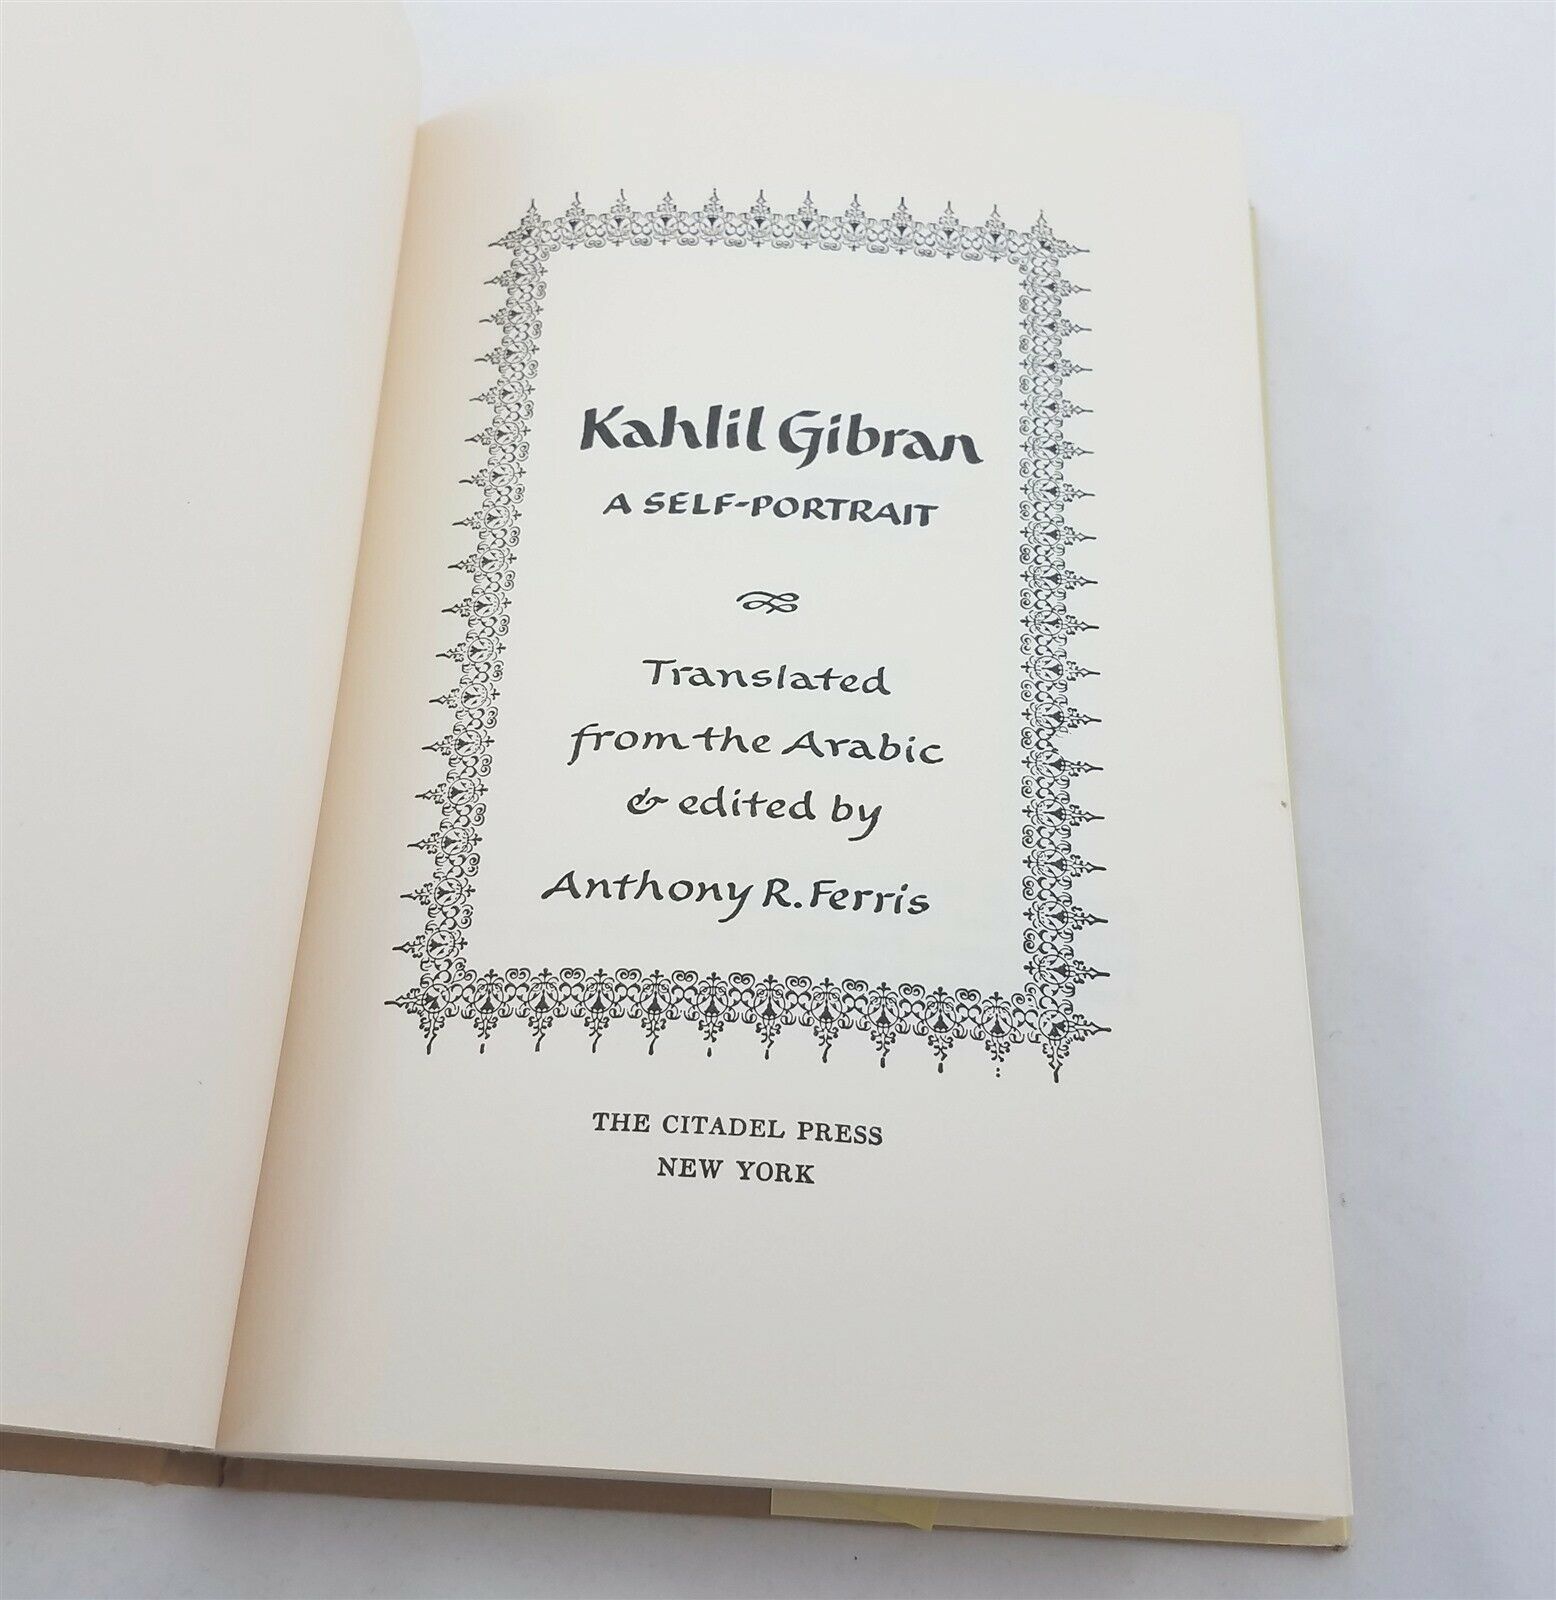 Kahlil Gibran
A SELF-PORTRAIT
Translated
from the Arabic
& edited by
Anthony R. Ferris
THE CITADEL PRESS
NEW YORK